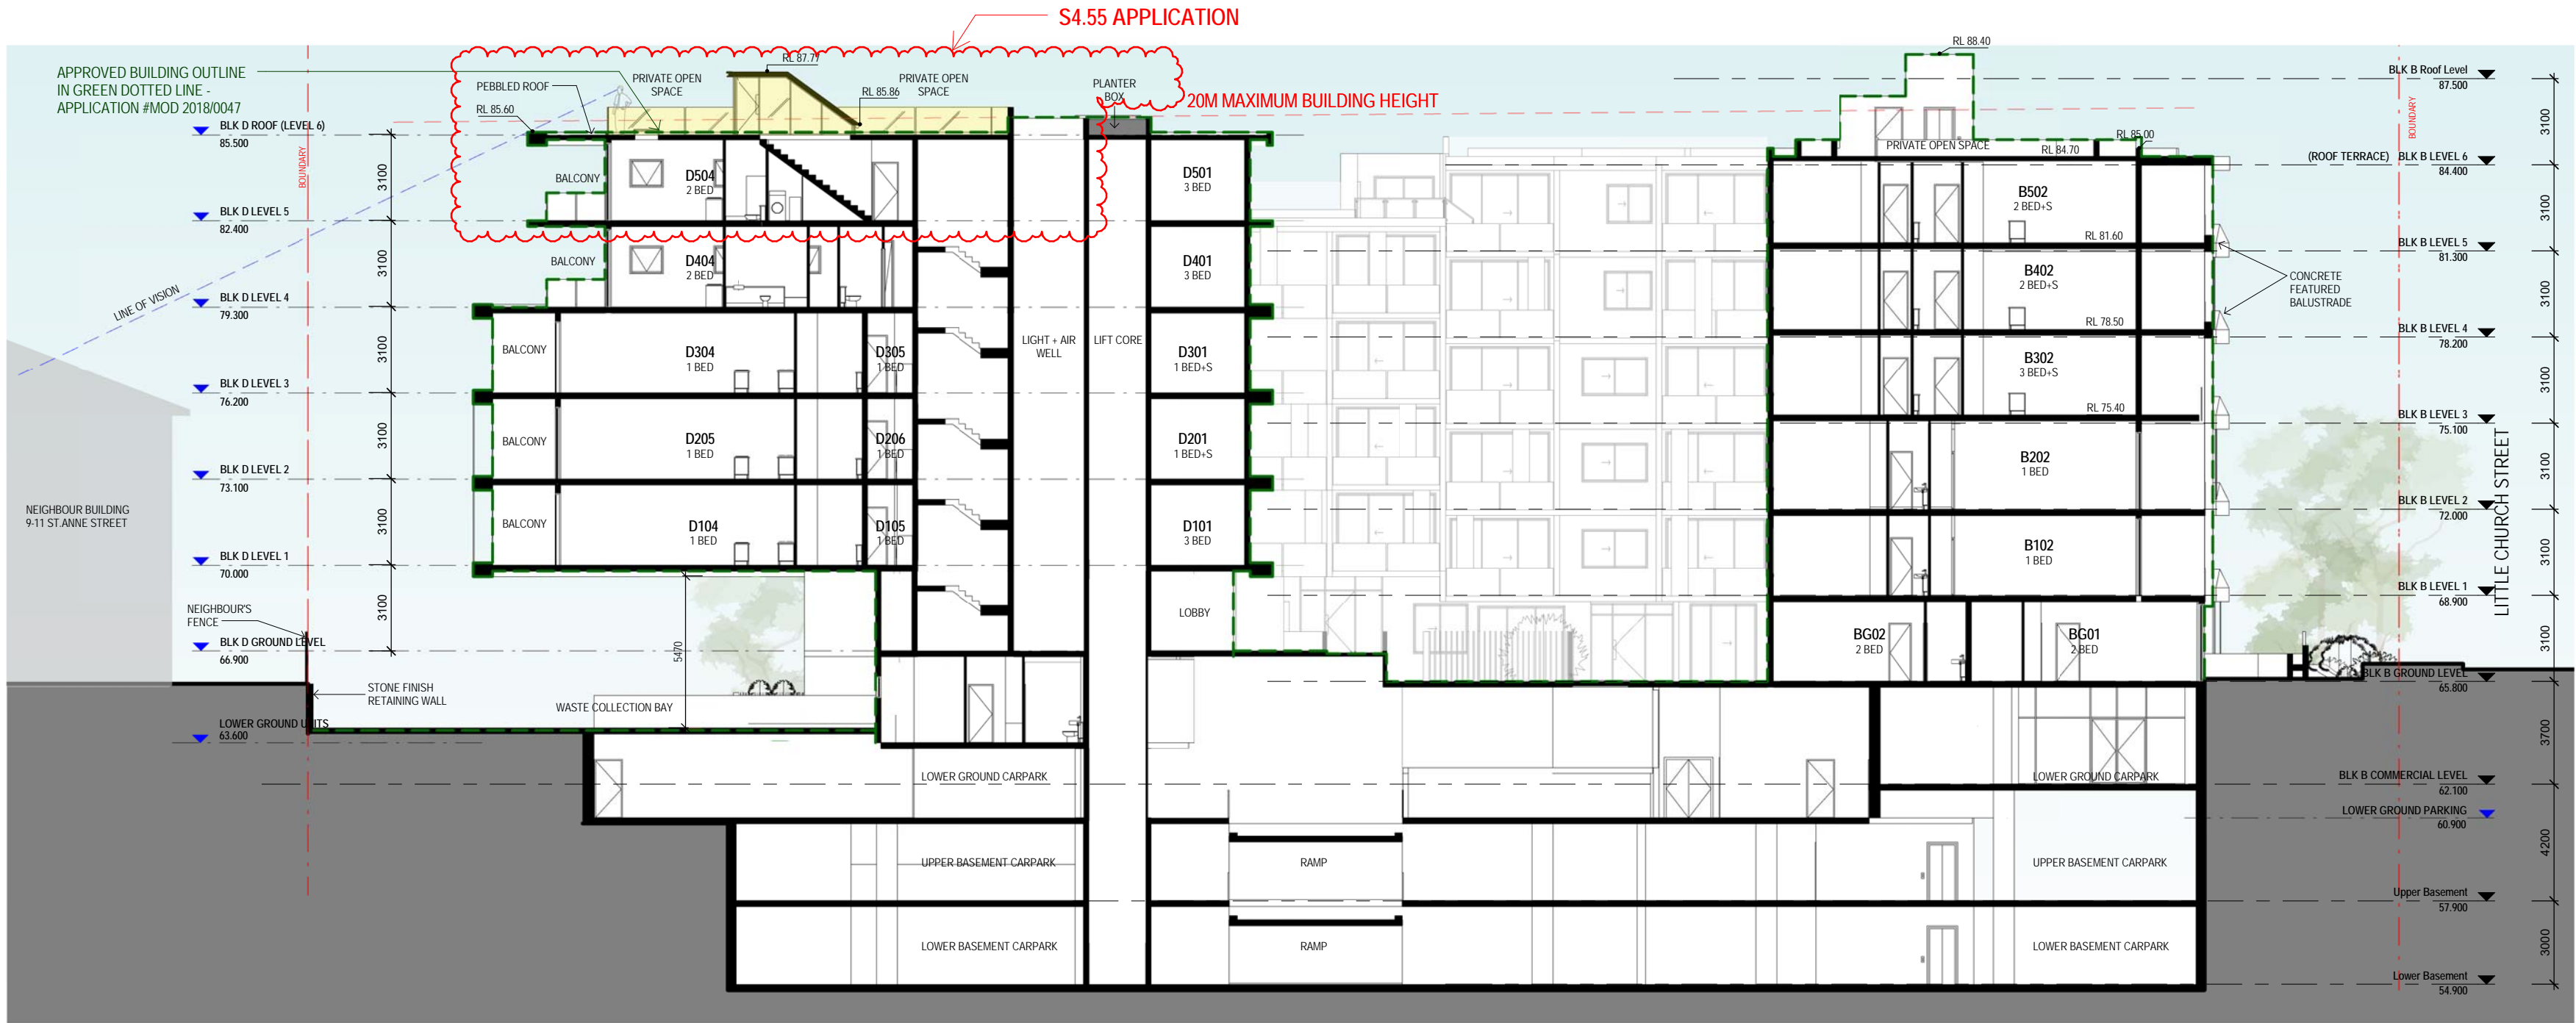 S4.55 APPLICATION
APPROVED BUILDING OUTLINE
IN GREEN DOTTED LINE -
APPLICATION #MOD 2018/0047
PEBBLED ROOF
RL 85.60
PRIVATE OPEN
SPACE
RL 87.77
RL 85.86
PRIVATE OPEN
SPACE
PLANTER
BOX
20M MAXIMUM BUILDING HEIGHT
RL 88.40
BLK B Roof Level
87.500
BOUNDARY
BOUNDARY
BLK D ROOF (LEVEL 6)
85.500
BLK D LEVEL 5
82.400
BLK D LEVEL 4
79.300
BLK D LEVEL 3
76.200
BLK D LEVEL 2
73.100
BLK D LEVEL 1
70.000
BLK D GROUND LEVEL
66.900
LOWER GROUND UNITS
63.600
3100
3100
3100
3100
3100
3100
LINE OF VISION
NEIGHBOUR BUILDING
9-11 ST.ANNE STREET
NEIGHBOUR'S
FENCE
STONE FINISH
RETAINING WALL
WASTE COLLECTION BAY
5470
BALCONY
D504
2 BED
D501
3 BED
BALCONY
D404
2 BED
D401
3 BED
BALCONY
D304
1 BED
D305
1 BED
LIGHT + AIR
WELL
LIFT CORE
D301
1 BED+S
BALCONY
D205
1 BED
D206
1 BED
D201
1 BED+S
BALCONY
D104
1 BED
D105
1 BED
D101
3 BED
LOBBY
PRIVATE OPEN SPACE
RL 84.70
RL 85.00
B502
2 BED+S
RL 81.60
B402
2 BED+S
RL 78.50
B302
3 BED+S
RL 75.40
B202
1 BED
B102
1 BED
BG02
2 BED
BG01
2 BED
(ROOF TERRACE) BLK B LEVEL 6
84.400
BLK B LEVEL 5
81.300
CONCRETE
FEATURED
BALUSTRADE
BLK B LEVEL 4
78.200
BLK B LEVEL 3
75.100
BLK B LEVEL 2
72.000
BLK B LEVEL 1
68.900
BLK B GROUND LEVEL
65.800
BLK B COMMERCIAL LEVEL
62.100
LOWER GROUND PARKING
60.900
Upper Basement
57.900
Lower Basement
54.900
LITTLE CHURCH STREET
3100
3100
3100
3100
3100
3100
3100
3700
4200
3000
LOWER GROUND CARPARK
LOWER GROUND CARPARK
UPPER BASEMENT CARPARK
RAMP
UPPER BASEMENT CARPARK
LOWER BASEMENT CARPARK
RAMP
LOWER BASEMENT CARPARK